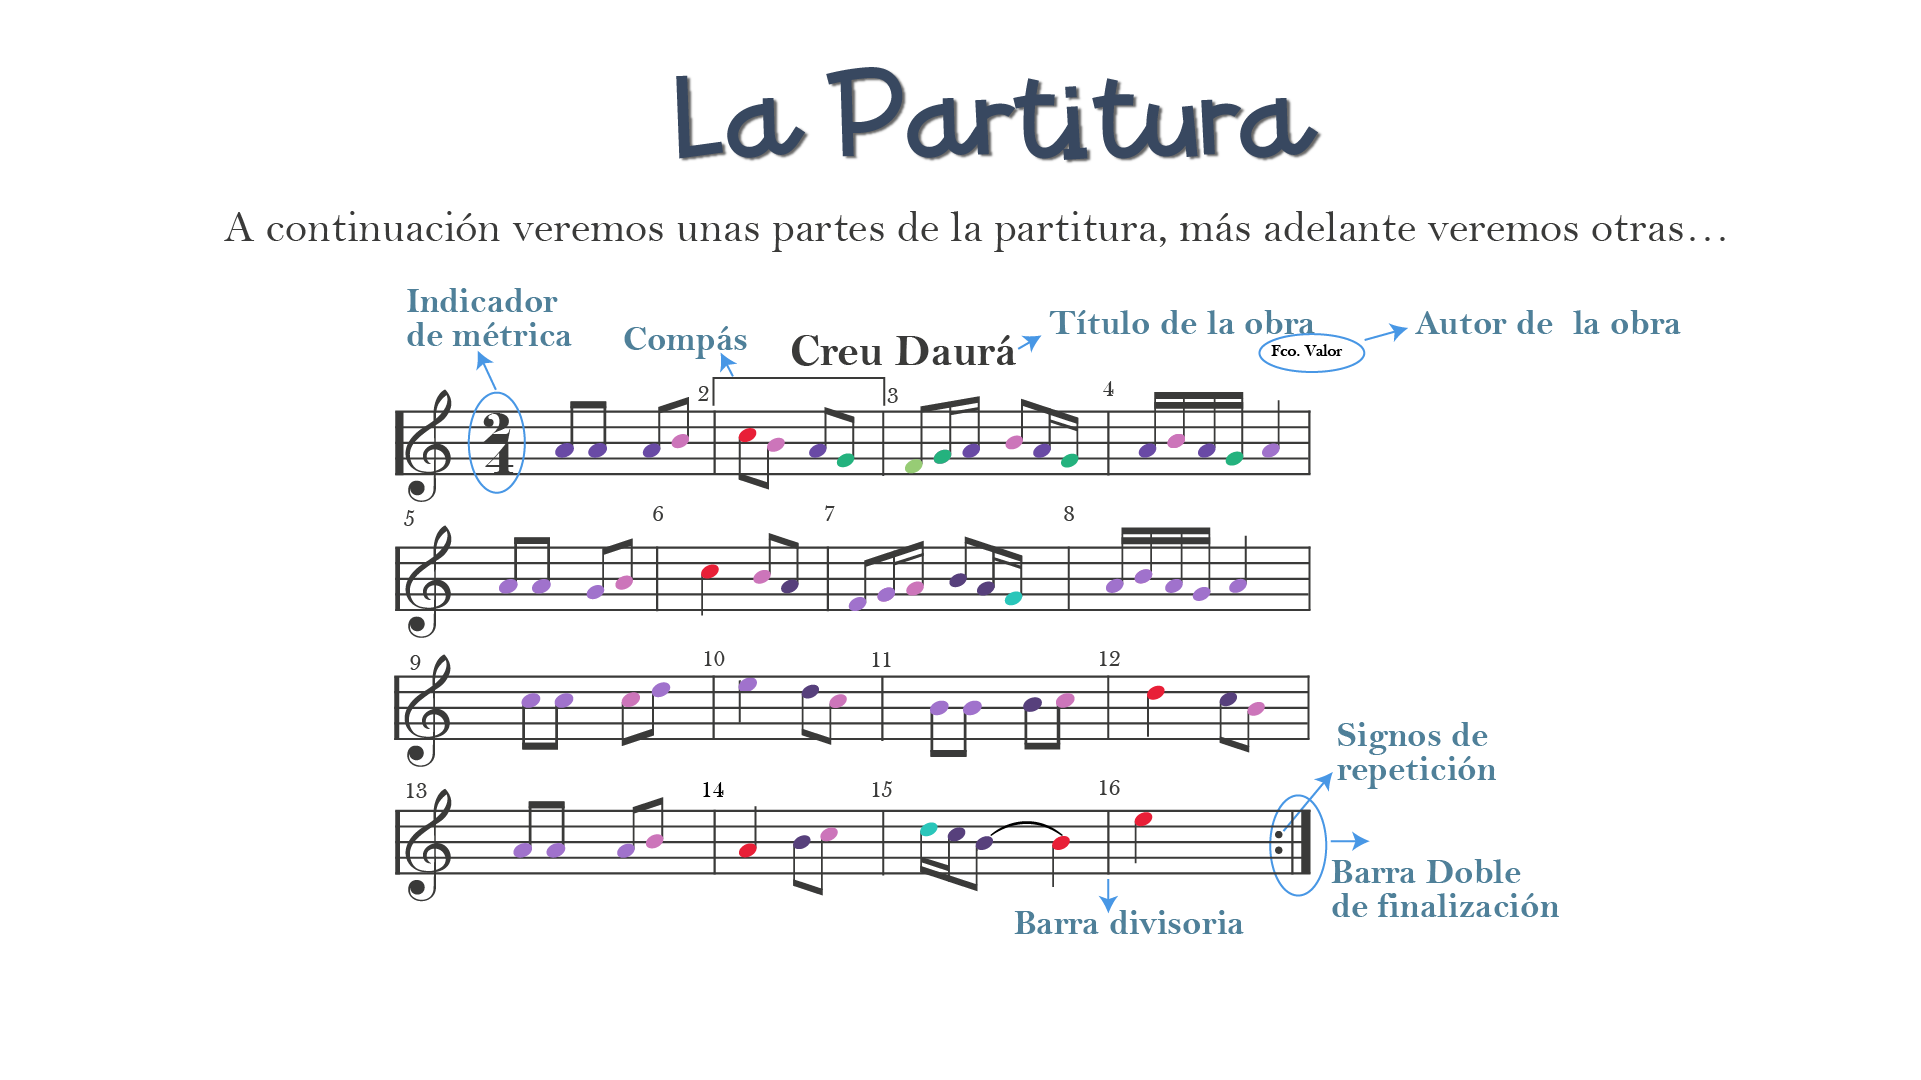 La Partitura
A continuación veremos unas partes de la partitura, más adelante veremos otras...
Indicador
de métrica
Compás
Creu Daurá
Título de la obra
Fco. Valor
Autor de la obra
2
3
4
2
4
5
6
7
8
9
10
11
12
Signos de
repetición
13
14
15
16
Barra Doble
de finalización
Barra divisoria